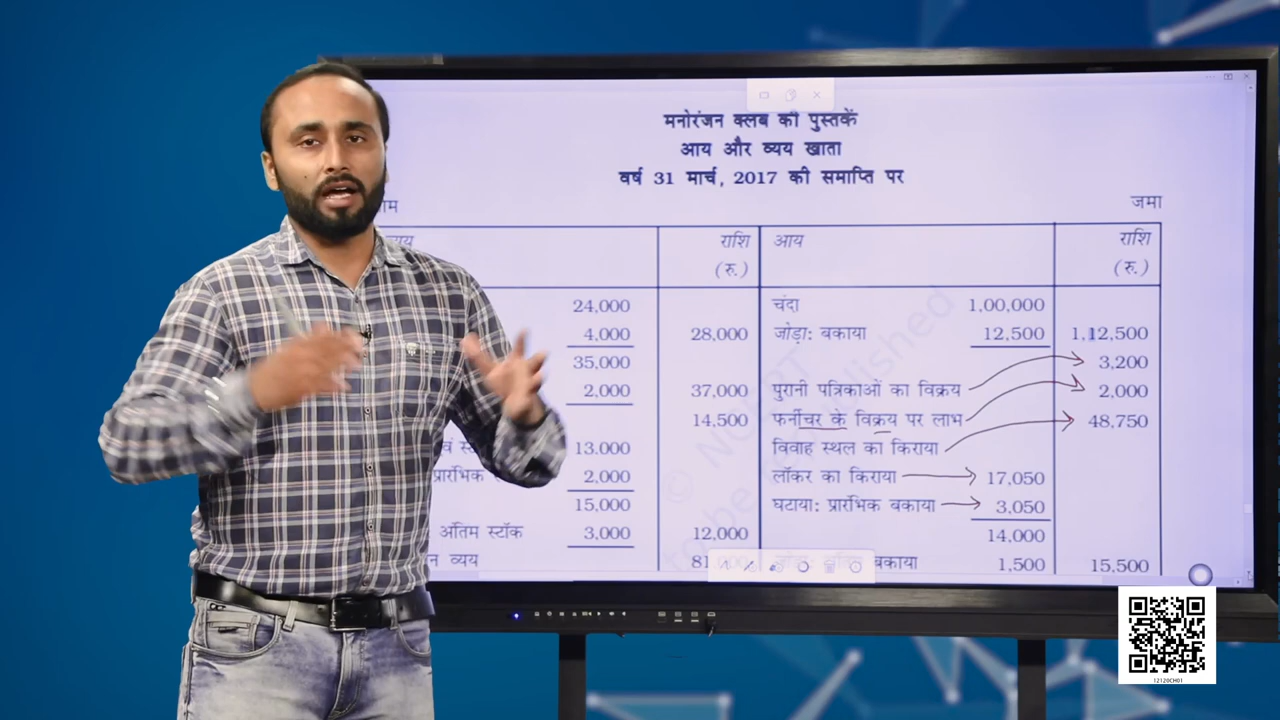 मनोरंजन क्लब की पुस्तकें
आय और व्यय खाता
वर्ष 31 मार्च, 2017 की समाप्ति पर
जमा
राशि आय राशि
(रु.) (रु.)
24,000 चंदा 1,00,000
4,000 28,000 जोड़ा: बकाया 12,500 1,12,500
35,000 3,200
2,000 37,000 पुरानी पत्रिकाओं का विक्रय 2,000
14,500 फर्नीचर के विक्रय पर लाभ 48,750
13.000 विवाह स्थल का किराया
प्रारंभिक 2,000 लॉकर का किराया 17,050
15,000 घटाया: प्रारंभिक बकाया 3,050
अंतिम स्टॉक 3,000 12,000 14,000
व्यय बकाया 1,500 15.500
© NCERT
published
12120CH01